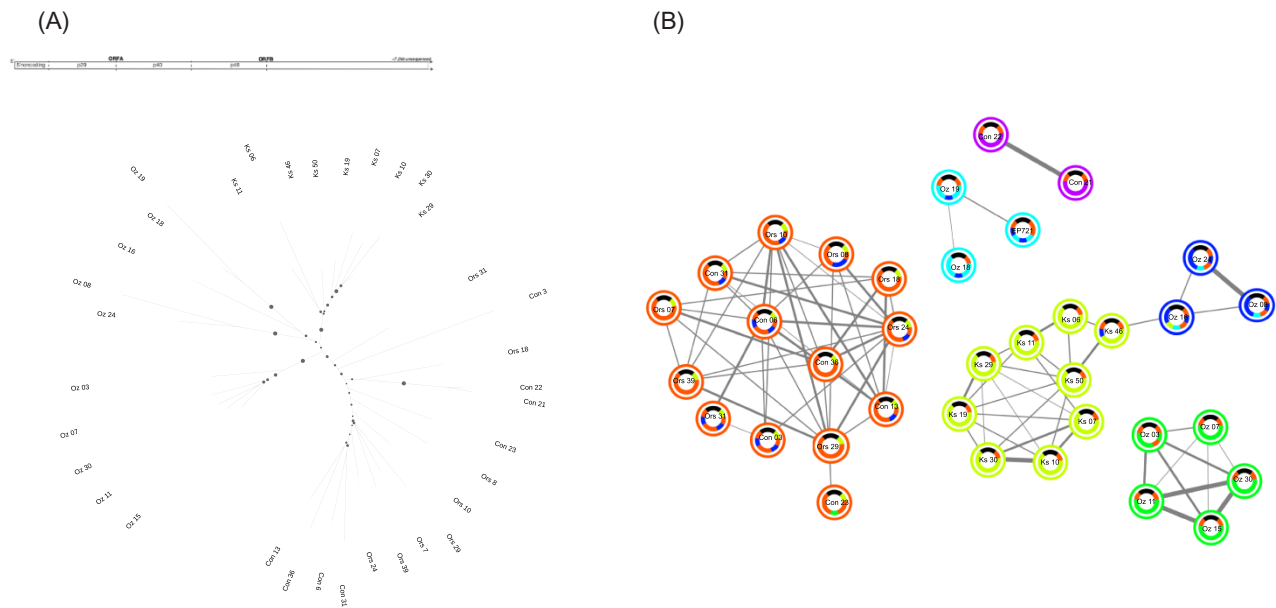 (A)
(B)
ORFA
ORFB
p29
p40
p48
Ks 06
Ks 46
Ks 50
Ks 19
Ks 07
Ks 10
Ks 30
Ks 11
Ks 29
Oz 19
Oz 18
Oz 16
Oz 08
Oz 24
Oz 03
Oz 07
Oz 30
Oz 11
Oz 15
Ors 31
Con 3
Ors 18
Con 22
Con 21
Con 23
Ors 8
Ors 10
Ors 29
Ors 7
Ors 39
Ors 24
Con 31
Con 6
Con 36
Con 13
Con 22
Con 21
Oz 19
EP721
Oz 18
Ors 10
Ors 08
Con 31
Ors 18
Ors 07
Con 06
Ors 24
Con 36
Ors 39
Con 13
Ors 31
Con 03
Ors 29
Con 23
Oz 24
Oz 08
Oz 16
Ks 06
Ks 46
Ks 11
Ks 29
Ks 50
Ks 19
Ks 07
Ks 30
Ks 10
Oz 03
Oz 07
Oz 30
Oz 11
Oz 15